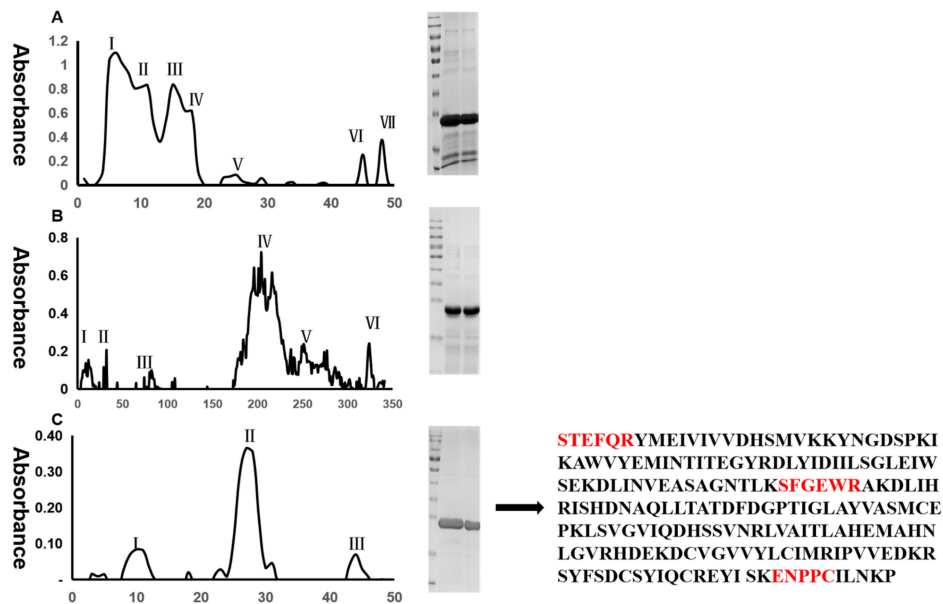 A
Absorbance
1.2
1
0.8
0.6
0.4
0.2
0
I
II
III
IV
V
VI
VII
0 10 20 30 40 50
B
Absorbance
0.8
0.6
0.4
0.2
0
I
II
III
IV
V
VI
0 50 100 150 200 250 300 350
C
Absorbance
0.40
0.30
0.20
0.10
-
I
II
III
0 10 20 30 40 50
STEFQRYMEIVIVVDHSMVKKYNGDSPKI
KAWVYEMINTITEGYRDLYIDIILSGLEIW
SEKDLINVEASAGNTLKSFGEWRAKDLIH
RISHDNAQLLTATDFDGPTIGLAYVASMCE
PKLSVGVIQDHSSVNRLVAITLAHEMAHN
LGVRHDEKDCVGVVYLCIMRIPVVEDKR
SYFSDCSYIQCREYI SKENPPCILNKP